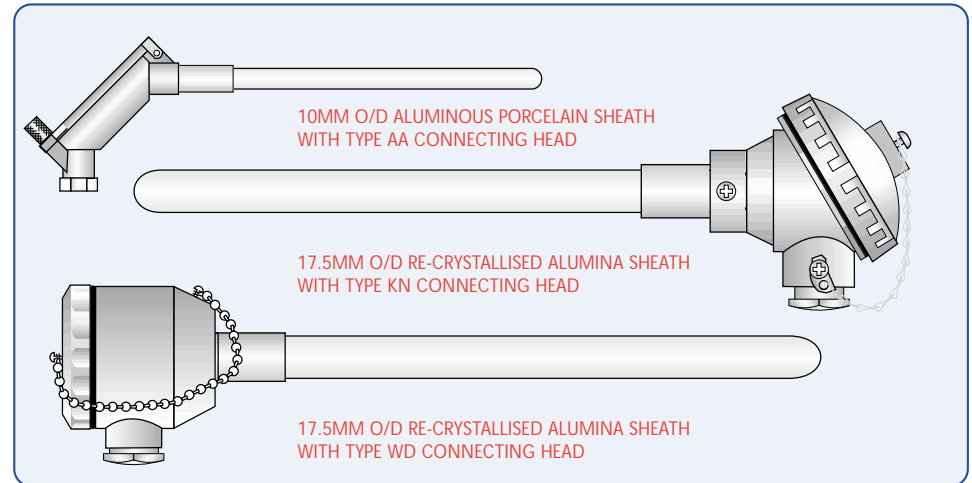 10MM O/D ALUMINOUS PORCELAIN SHEATH
WITH TYPE AA CONNECTING HEAD
17.5MM O/D RE-CRYSTALLISED ALUMINA SHEATH
WITH TYPE KN CONNECTING HEAD
17.5MM O/D RE-CRYSTALLISED ALUMINA SHEATH
WITH TYPE WD CONNECTING HEAD